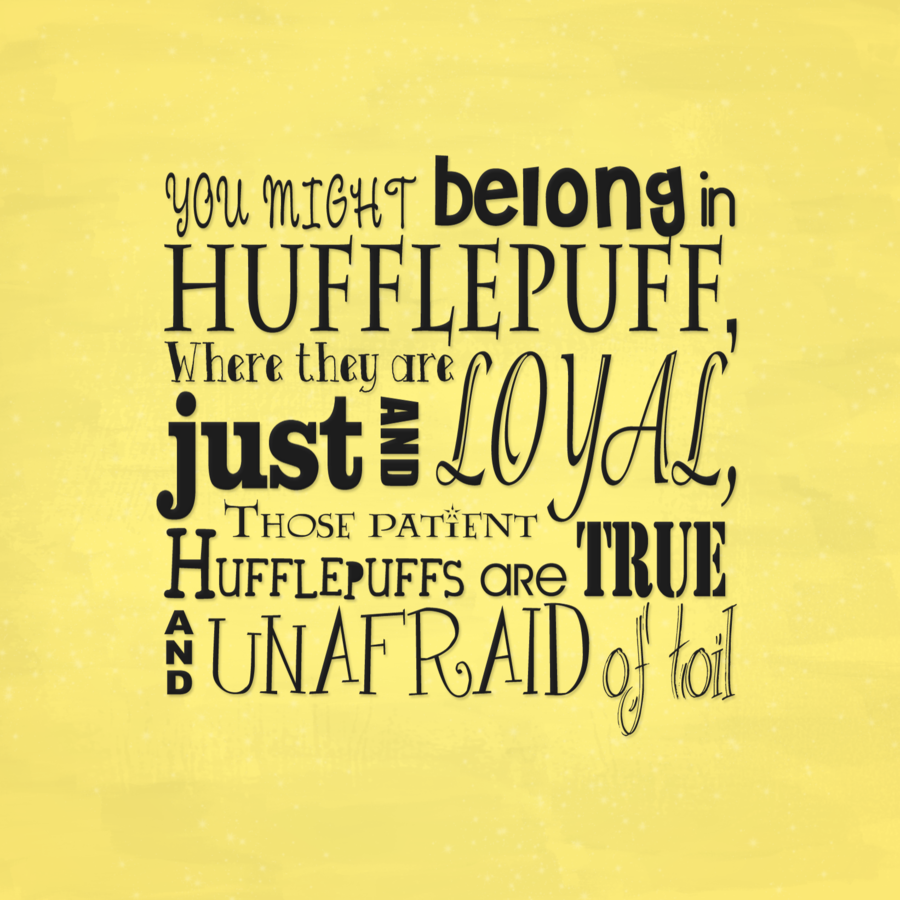 YOU MIGHT belong in
HUFFLEPUFF,
Where they are
just AND LOYAL,
THOSE PATIENT
HUFFLEPUFFS are TRUE
AND UNAFRAID of toil